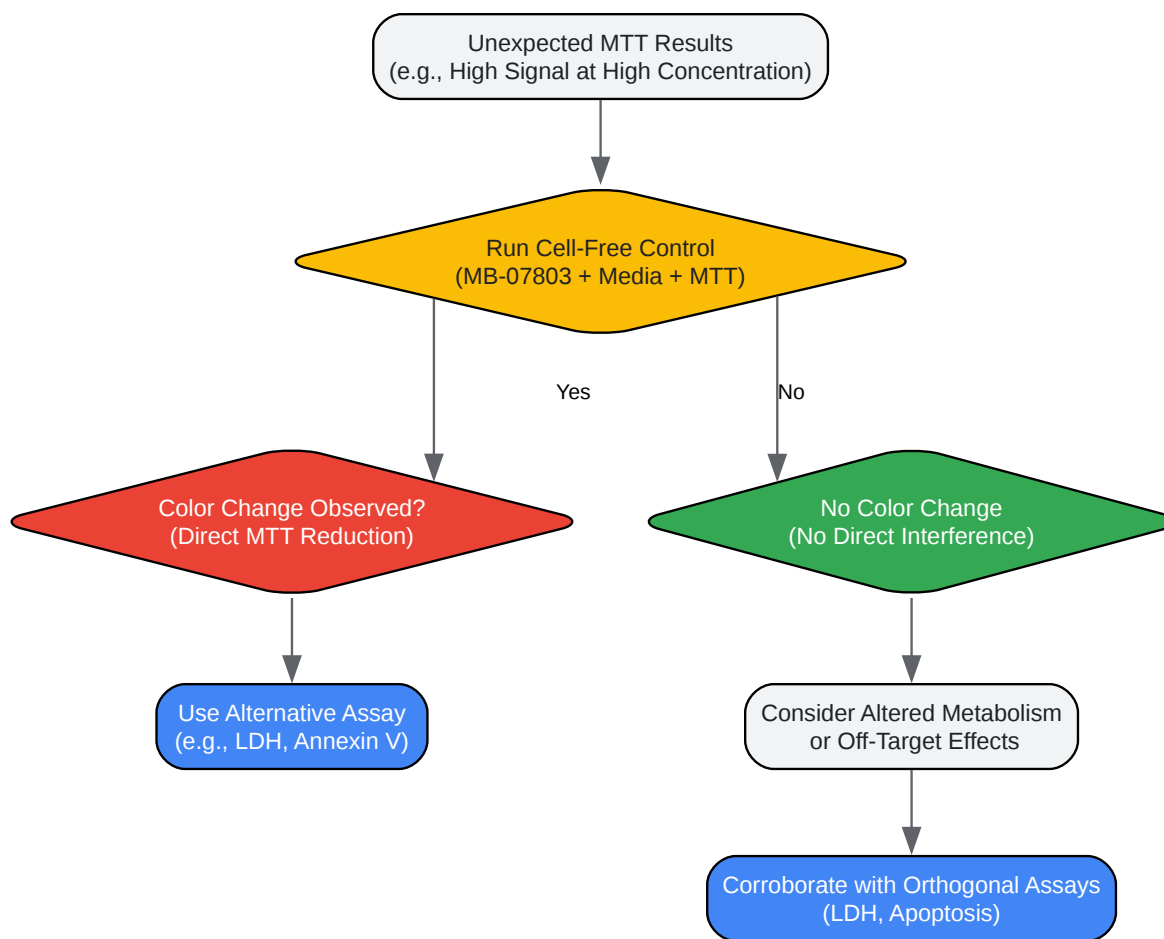 Unexpected MTT Results
(e.g., High Signal at High Concentration)
Run Cell-Free Control
(MB-07803 + Media + MTT)
Yes
No
Color Change Observed?
(Direct MTT Reduction)
No Color Change
(No Direct Interference)
Use Alternative Assay
(e.g., LDH, Annexin V)
Consider Altered Metabolism
or Off-Target Effects
Corroborate with Orthogonal Assays
(LDH, Apoptosis)